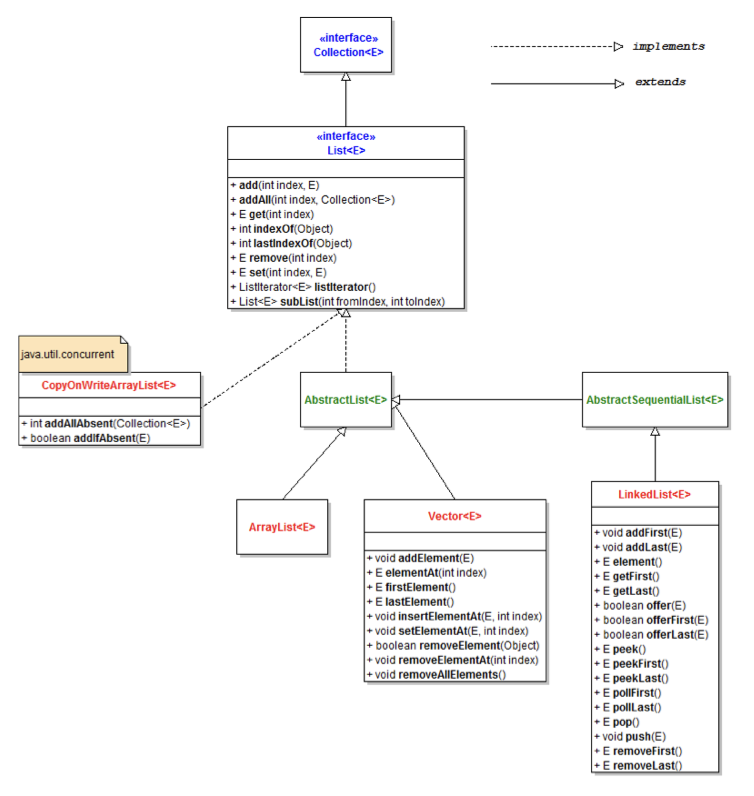 «interface»
Collection<E>
implements
extends
«interface»
List<E>
+ add(int index, E)
+ addAll(int index, Collection<E>)
+ E get(int index)
+ int indexOf(Object)
+ int lastIndexOf(Object)
+ E remove(int index)
+ E set(int index, E)
+ ListIterator<E> listIterator()
+ List<E> subList(int fromIndex, int toIndex)
java.util.concurrent
CopyOnWriteArrayList<E>
+ int addAllAbsent(Collection<E>)
+ boolean addIfAbsent(E)
AbstractList<E>
AbstractSequentialList<E>
ArrayList<E>
Vector<E>
+ void addElement(E)
+ E elementAt(int index)
+ E firstElement()
+ E lastElement()
+ void insertElementAt(E, int index)
+ void setElementAt(E, int index)
+ boolean removeElement(Object)
+ void removeElementAt(int index)
+ void removeAllElements()
LinkedList<E>
+ void addFirst(E)
+ void addLast(E)
+ E element()
+ E getFirst()
+ E getLast()
+ boolean offer(E)
+ boolean offerFirst(E)
+ boolean offerLast(E)
+ E peek()
+ E peekFirst()
+ E peekLast()
+ E pollFirst()
+ E pollLast()
+ E pop()
+ void push(E)
+ E removeFirst()
+ E removeLast()